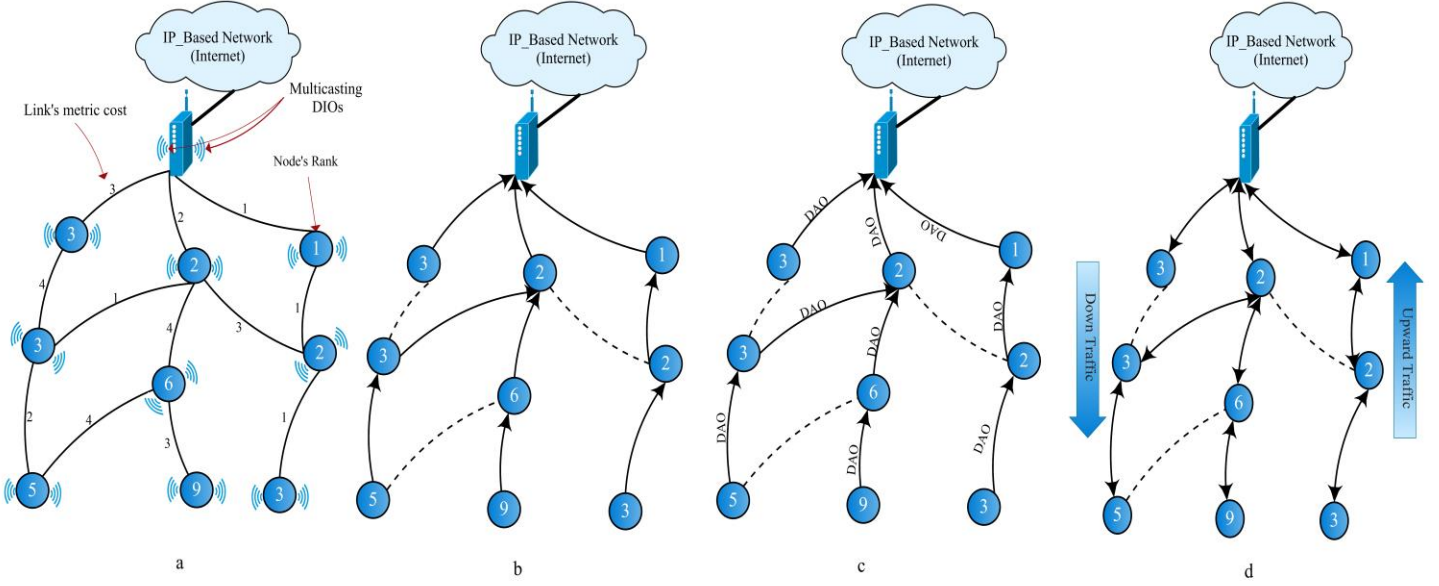 IP_Based Network
(Internet)
Multicasting
DIOs
Link's metric cost
Node's Rank
3
2
1
3
1
2
4
1
1
3
4
3
2
6
2
4
3
1
5
9
3
a
IP_Based Network
(Internet)
3
2
1
3
2
6
5
9
3
b
IP_Based Network
(Internet)
DAO
DAO
DAO
3
2
1
DAO
DAO
3
2
DAO
6
DAO
DAO
DAO
5
9
3
c
IP_Based Network
(Internet)
3
2
1
Down Traffic
Upward Traffic
3
2
6
5
9
3
d